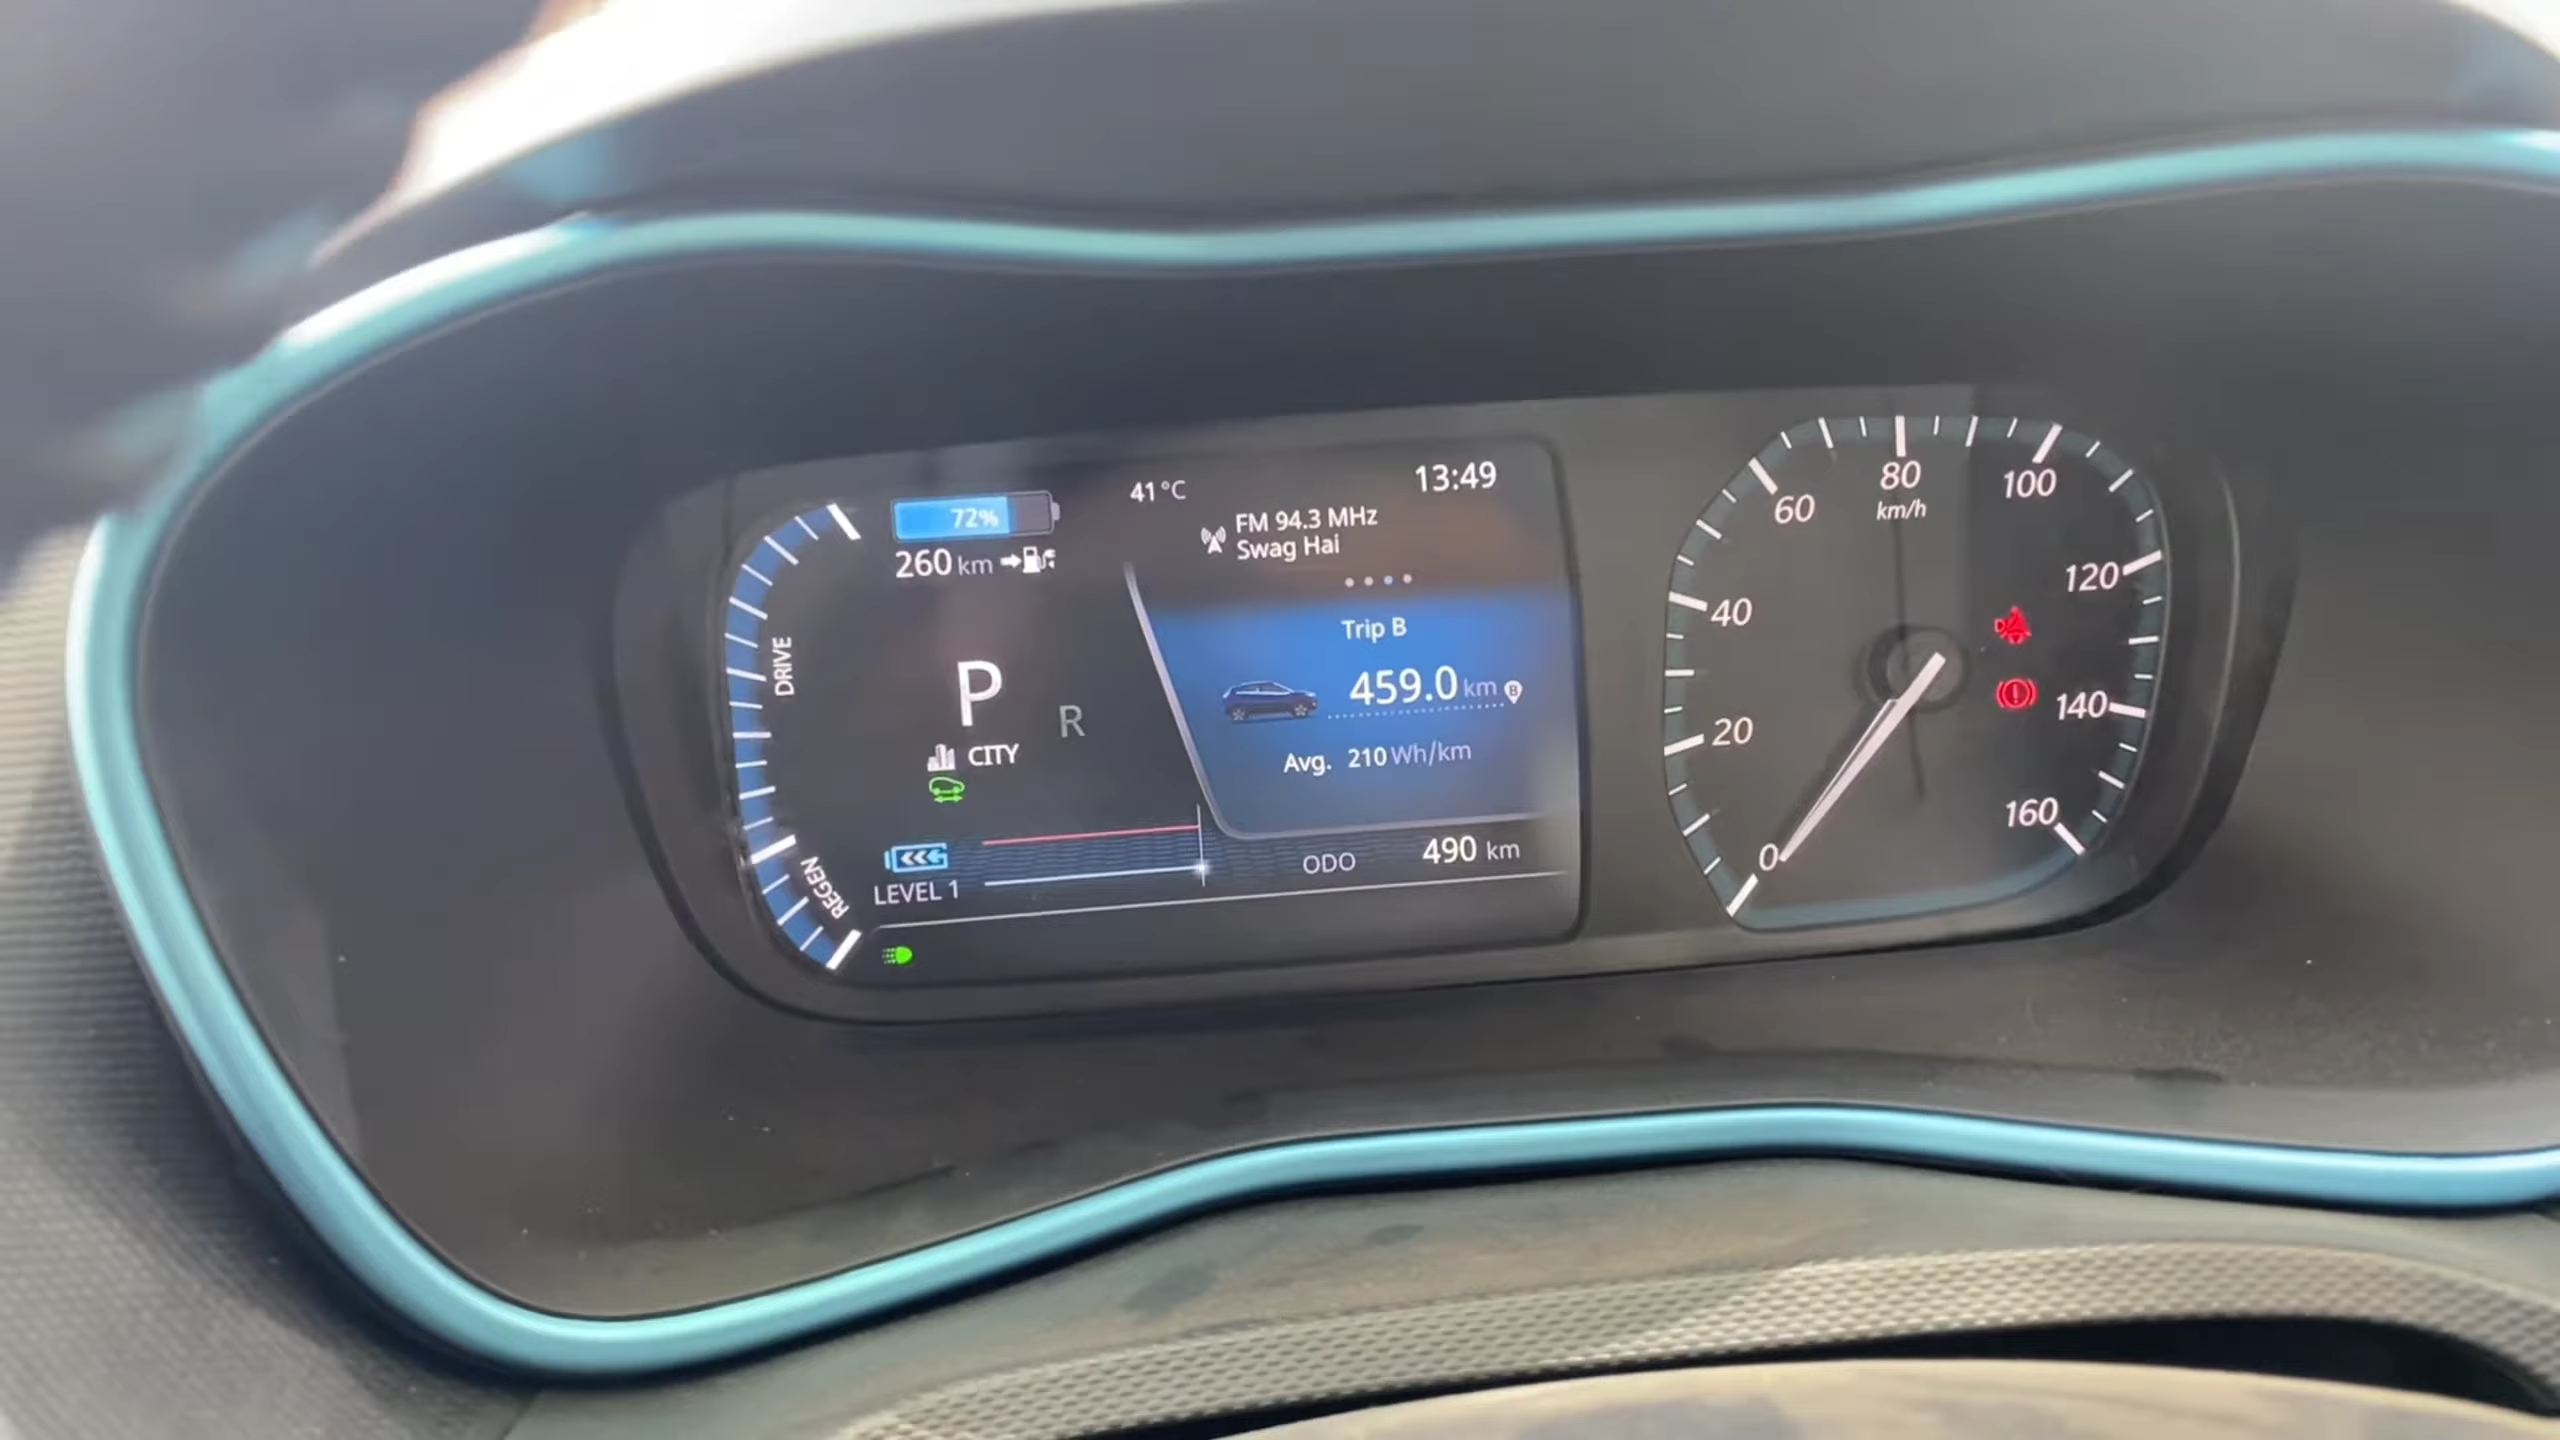 72%
41°C
13:49
260 km
FM 94.3 MHz
Swag Hai
DRIVE
P
R
CITY
Trip B
459.0 km
B
Avg. 210 Wh/km
REGEN
LEVEL 1
ODO 490 km
0
20
40
60
80
km/h
100
120
140
160